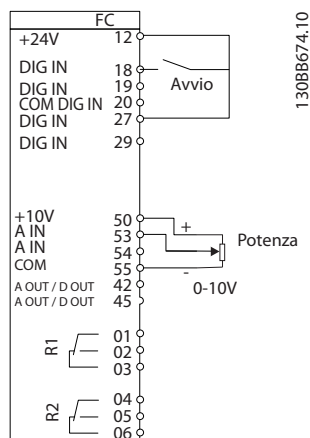 FC
+24V 12
DIG IN 18
DIG IN 19
COM DIG IN 20
DIG IN 27
DIG IN 29
Avvio
+10V 50
A IN 53
A IN 54
COM 55
A OUT / D OUT 42
A OUT / D OUT 45
+
-
Potenza
0-10V
R1
01
02
03
R2
04
05
06
130BB674.10